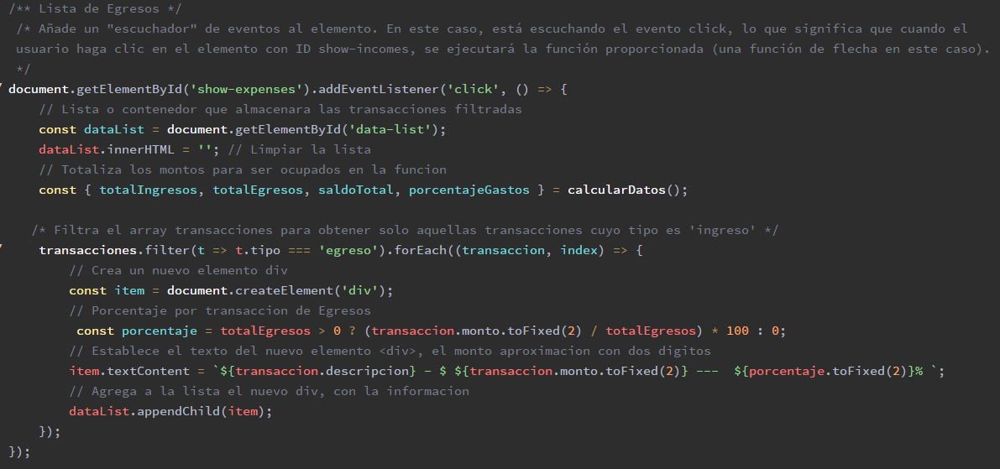 /** Lista de Egresos */
/* Añade un "escuchador" de eventos al elemento. En este caso, está escuchando el evento click, lo que significa que cuando el
usuario haga clic en el elemento con ID show-incomes, se ejecutará la función proporcionada (una función de flecha en este caso).
*/
document.getElementById('show-expenses').addEventListener('click', () => {
// Lista o contenedor que almacenara las transacciones filtradas
const dataList = document.getElementById('data-list');
dataList.innerHTML = ''; // Limpiar la lista
// Totaliza los montos para ser ocupados en la funcion
const { totalIngresos, totalEgresos, saldoTotal, porcentajeGastos } = calcularDatos();
/* Filtra el array transacciones para obtener solo aquellas transacciones cuyo tipo es 'ingreso' */
transacciones.filter(t => t.tipo === 'egreso').forEach((transaccion, index) => {
// Crea un nuevo elemento div
const item = document.createElement('div');
// Porcentaje por transaccion de Egresos
const porcentaje = totalEgresos > 0 ? (transaccion.monto.toFixed(2) / totalEgresos) * 100 : 0;
// Establece el texto del nuevo elemento <div>, el monto aproximacion con dos digitos
item.textContent = `${transaccion.descripcion} - $ ${transaccion.monto.toFixed(2)} ---  ${porcentaje.toFixed(2)}% `;
// Agrega a la lista el nuevo div, con la informacion
dataList.appendChild(item);
});
});